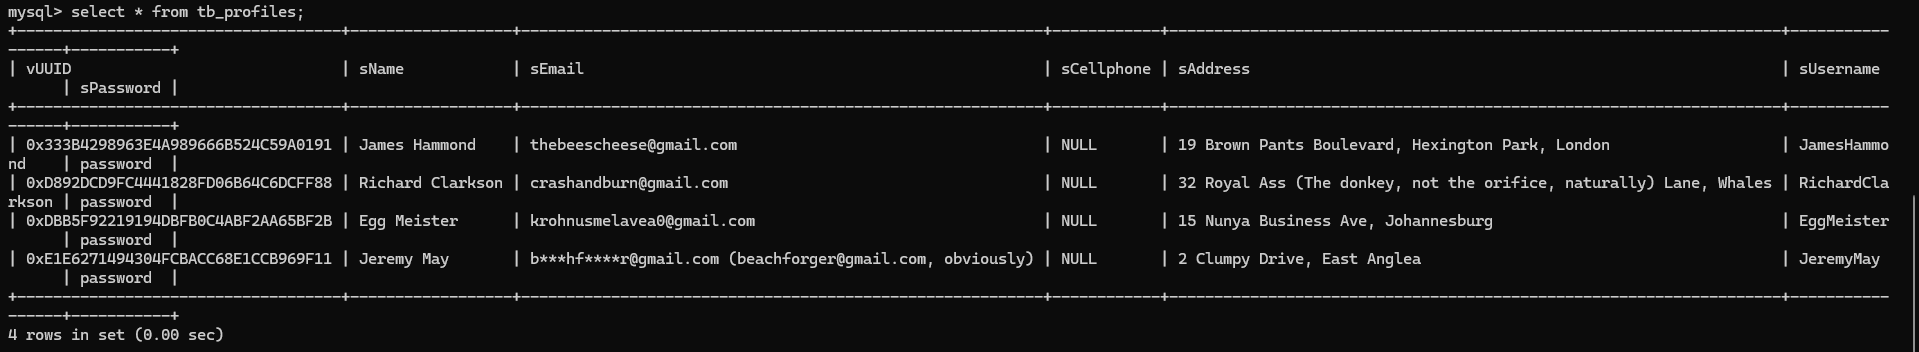 mysql> select * from tb_profiles;
+------------------------------------+------------------+----------------------------------------------------------+------------+--------------------------------------------------------------------+-----------
------+-----------+
| vUUID                              | sName            | sEmail                                                   | sCellphone | sAddress                                                           | sUsername
      | sPassword |
+------------------------------------+------------------+----------------------------------------------------------+------------+--------------------------------------------------------------------+-----------
------+-----------+
| 0x333B4298963E4A989666B524C59A0191 | James Hammond    | thebeescheese@gmail.com                                  | NULL       | 19 Brown Pants Boulevard, Hexington Park, London                   | JamesHammo
nd    | password  |
| 0xD892DCD9FC4441828FD06B64C6DCFF88 | Richard Clarkson | crashandburn@gmail.com                                   | NULL       | 32 Royal Ass (The donkey, not the orifice, naturally) Lane, Whales | RichardCla
rkson | password  |
| 0xDBB5F92219194DBFB0C4ABF2AA65BF2B | Egg Meister      | krohnusmelavea0@gmail.com                                | NULL       | 15 Nunya Business Ave, Johannesburg                                | EggMeister
      | password  |
| 0xE1E6271494304FCBACC68E1CCB969F11 | Jeremy May       | b***hf****r@gmail.com (beachforger@gmail.com, obviously) | NULL       | 2 Clumpy Drive, East Anglea                                        | JeremyMay
      | password  |
+------------------------------------+------------------+----------------------------------------------------------+------------+--------------------------------------------------------------------+-----------
------+-----------+
4 rows in set (0.00 sec)